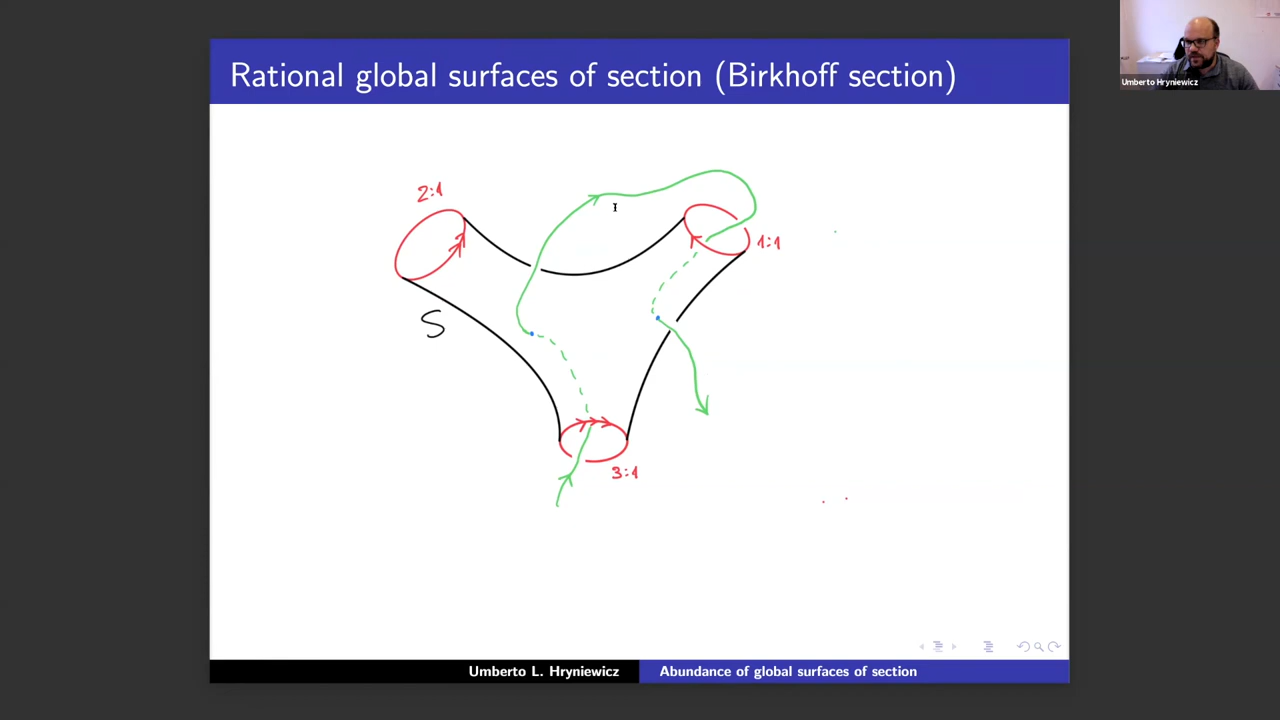 Rational global surfaces of section (Birkhoff section)
Umberto Hryniewicz
2:1
1:1
S
3:1
Umberto L. Hryniewicz
Abundance of global surfaces of section